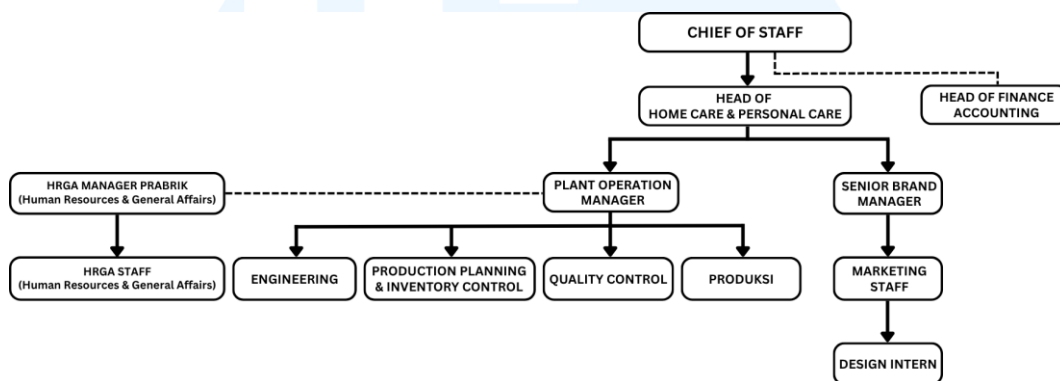 CHIEF OF STAFF
HEAD OF
HOME CARE & PERSONAL CARE
HEAD OF FINANCE
ACCOUNTING
HRGA MANAGER PRABRIK
(Human Resources & General Affairs)
PLANT OPERATION
MANAGER
SENIOR BRAND
MANAGER
HRGA STAFF
(Human Resources & General Affairs)
ENGINEERING
PRODUCTION PLANNING
& INVENTORY CONTROL
QUALITY CONTROL
PRODUKSI
MARKETING
STAFF
DESIGN INTERN